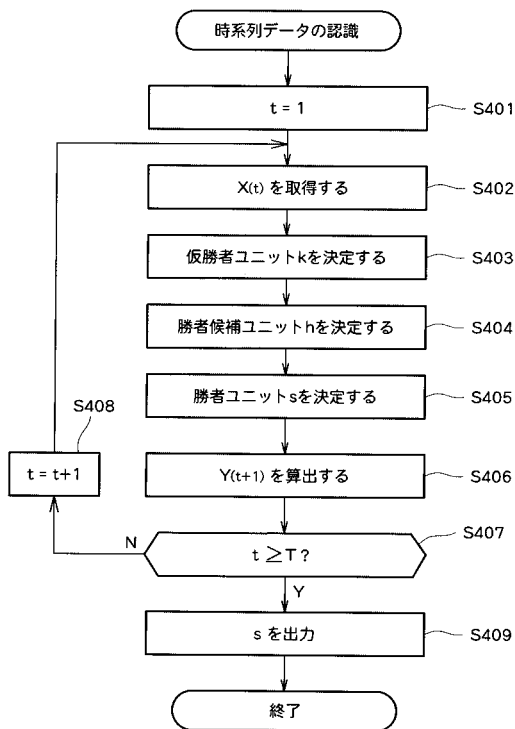 時系列データの認識
t = 1
S401
X(t) を取得する
S402
仮勝者ユニットkを決定する
S403
勝者候補ユニットhを決定する
S404
勝者ユニットsを決定する
S405
S408
t = t+1
Y(t+1) を算出する
S406
N
t ≧T?
S407
Y
s を出力
S409
終了